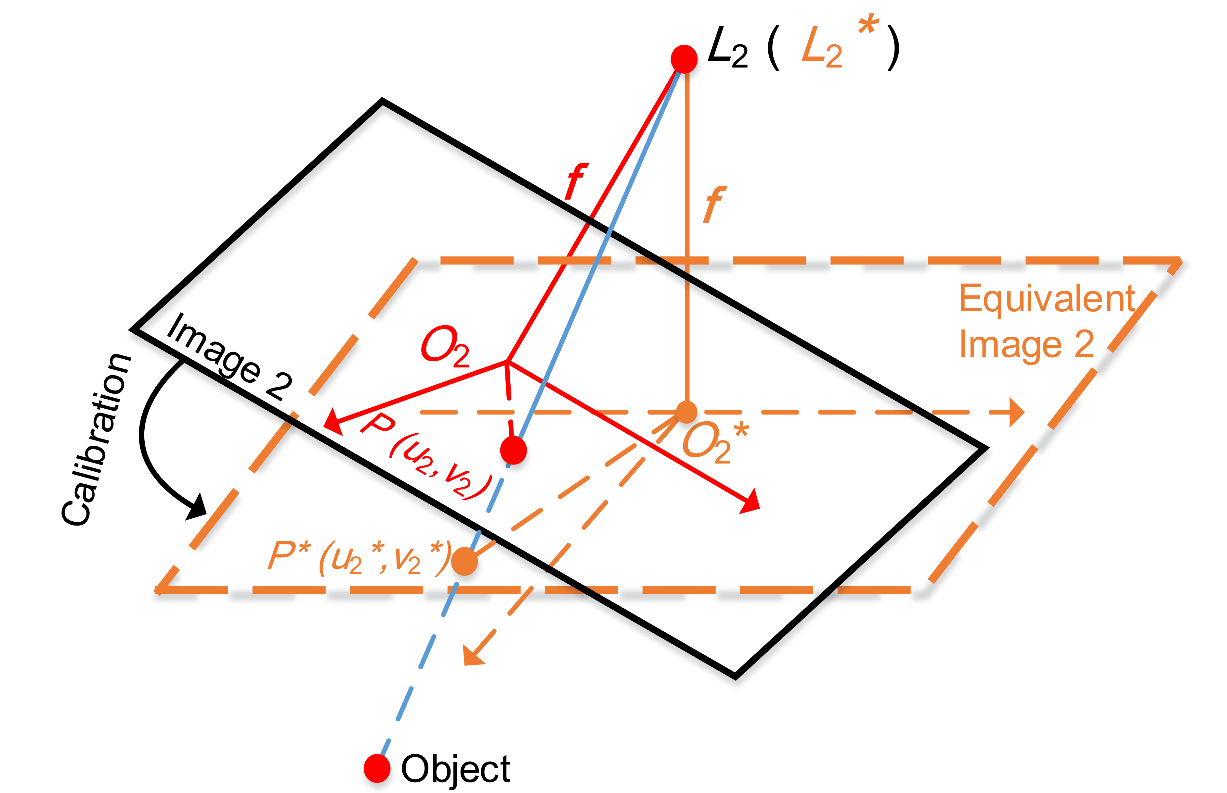 L2 ( L2* )
f
f
Equivalent
Image 2
Image 2
O2
Calibration
P (u2,v2)
O2*
P* (u2*,v2*)
Object